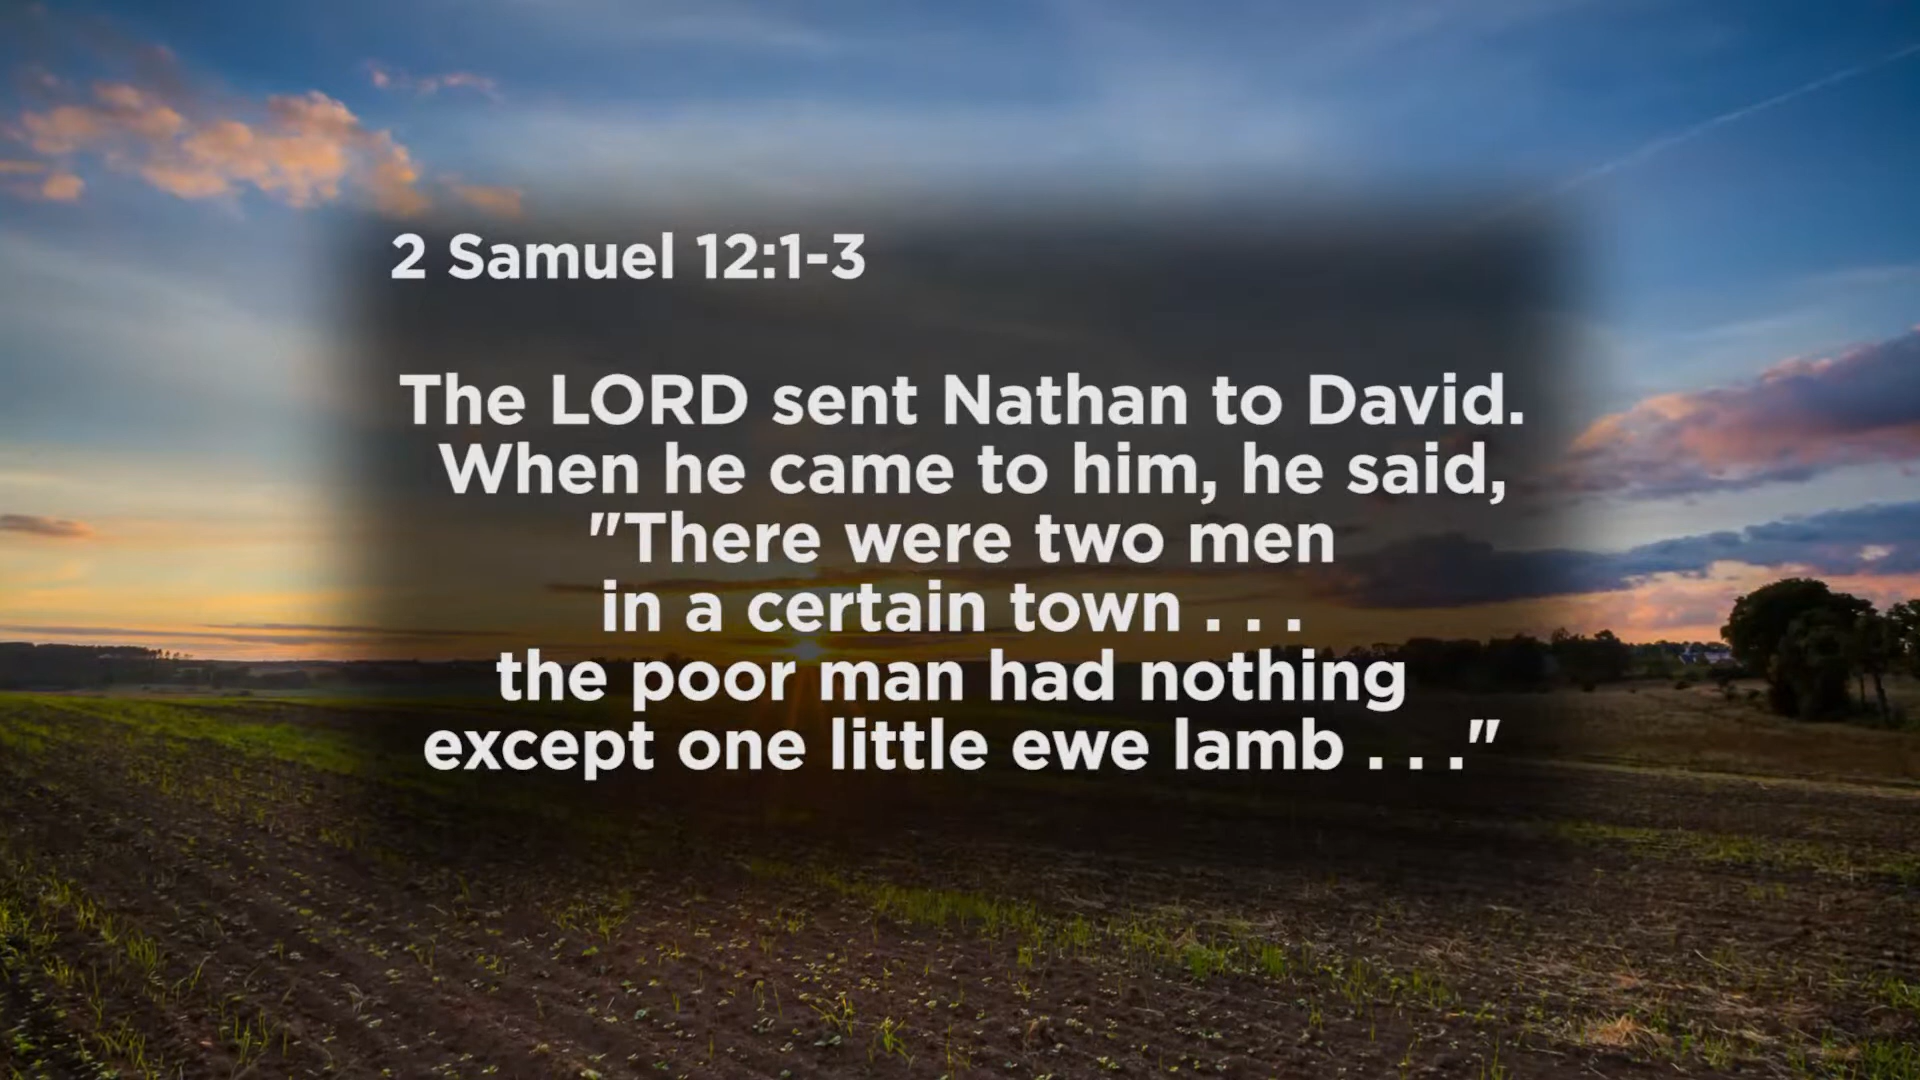 2 Samuel 12:1-3
The LORD sent Nathan to David.
When he came to him, he said,
"There were two men
in a certain town . . .
the poor man had nothing
except one little ewe lamb . . ."